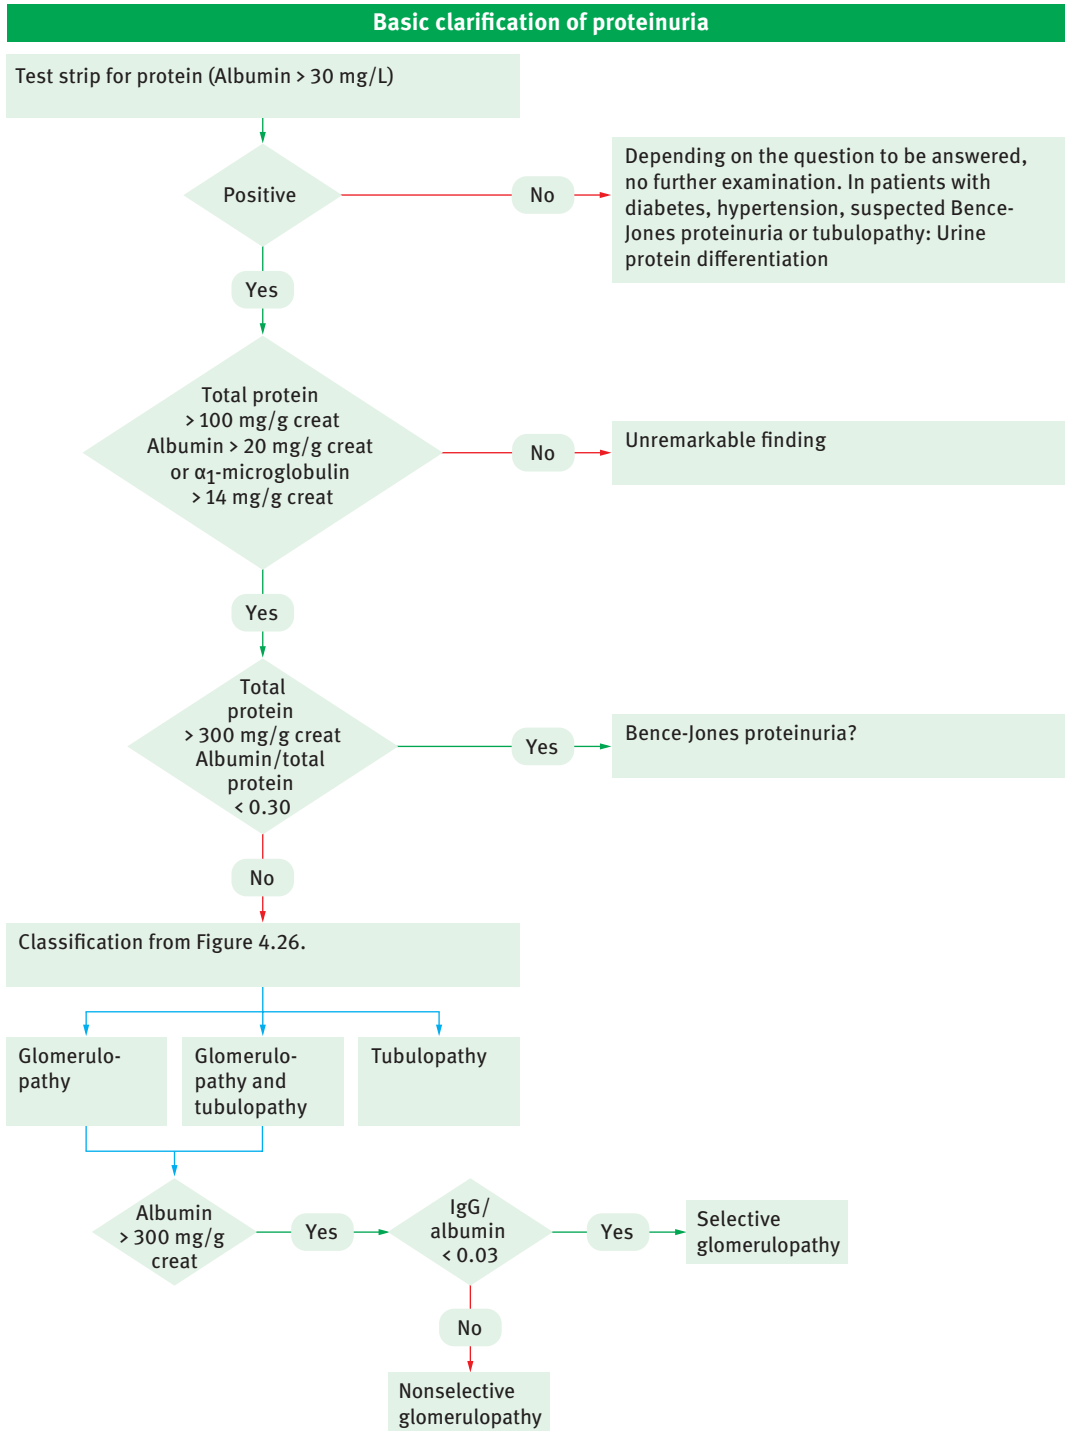 Basic clarification of proteinuria
Test strip for protein (Albumin > 30 mg/L)
Positive
No
Depending on the question to be answered,
no further examination. In patients with
diabetes, hypertension, suspected Bence-
Jones proteinuria or tubulopathy: Urine
protein differentiation
Yes
Total protein
> 100 mg/g creat
Albumin > 20 mg/g creat
or α1-microglobulin
> 14 mg/g creat
No
Unremarkable finding
Yes
Total
protein
> 300 mg/g creat
Albumin/total
protein
< 0.30
Yes
Bence-Jones proteinuria?
No
Classification from Figure 4.26.
Glomerulo-
pathy
Glomerulo-
pathy and
tubulopathy
Tubulopathy
Albumin
> 300 mg/g
creat
Yes
IgG/
albumin
< 0.03
Yes
Selective
glomerulopathy
No
Nonselective
glomerulopathy